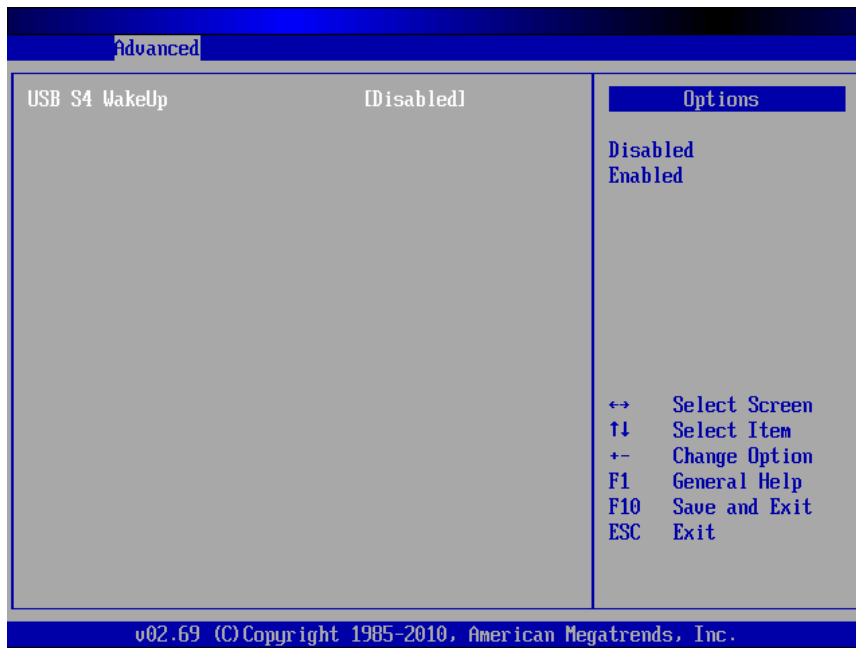 Advanced
USB S4 WakeUp [Disabled]
Options
Disabled
Enabled
↔ Select Screen
↑↓ Select Item
+- Change Option
F1 General Help
F10 Save and Exit
ESC Exit
v02.69 (C)Copyright 1985-2010, American Megatrends, Inc.